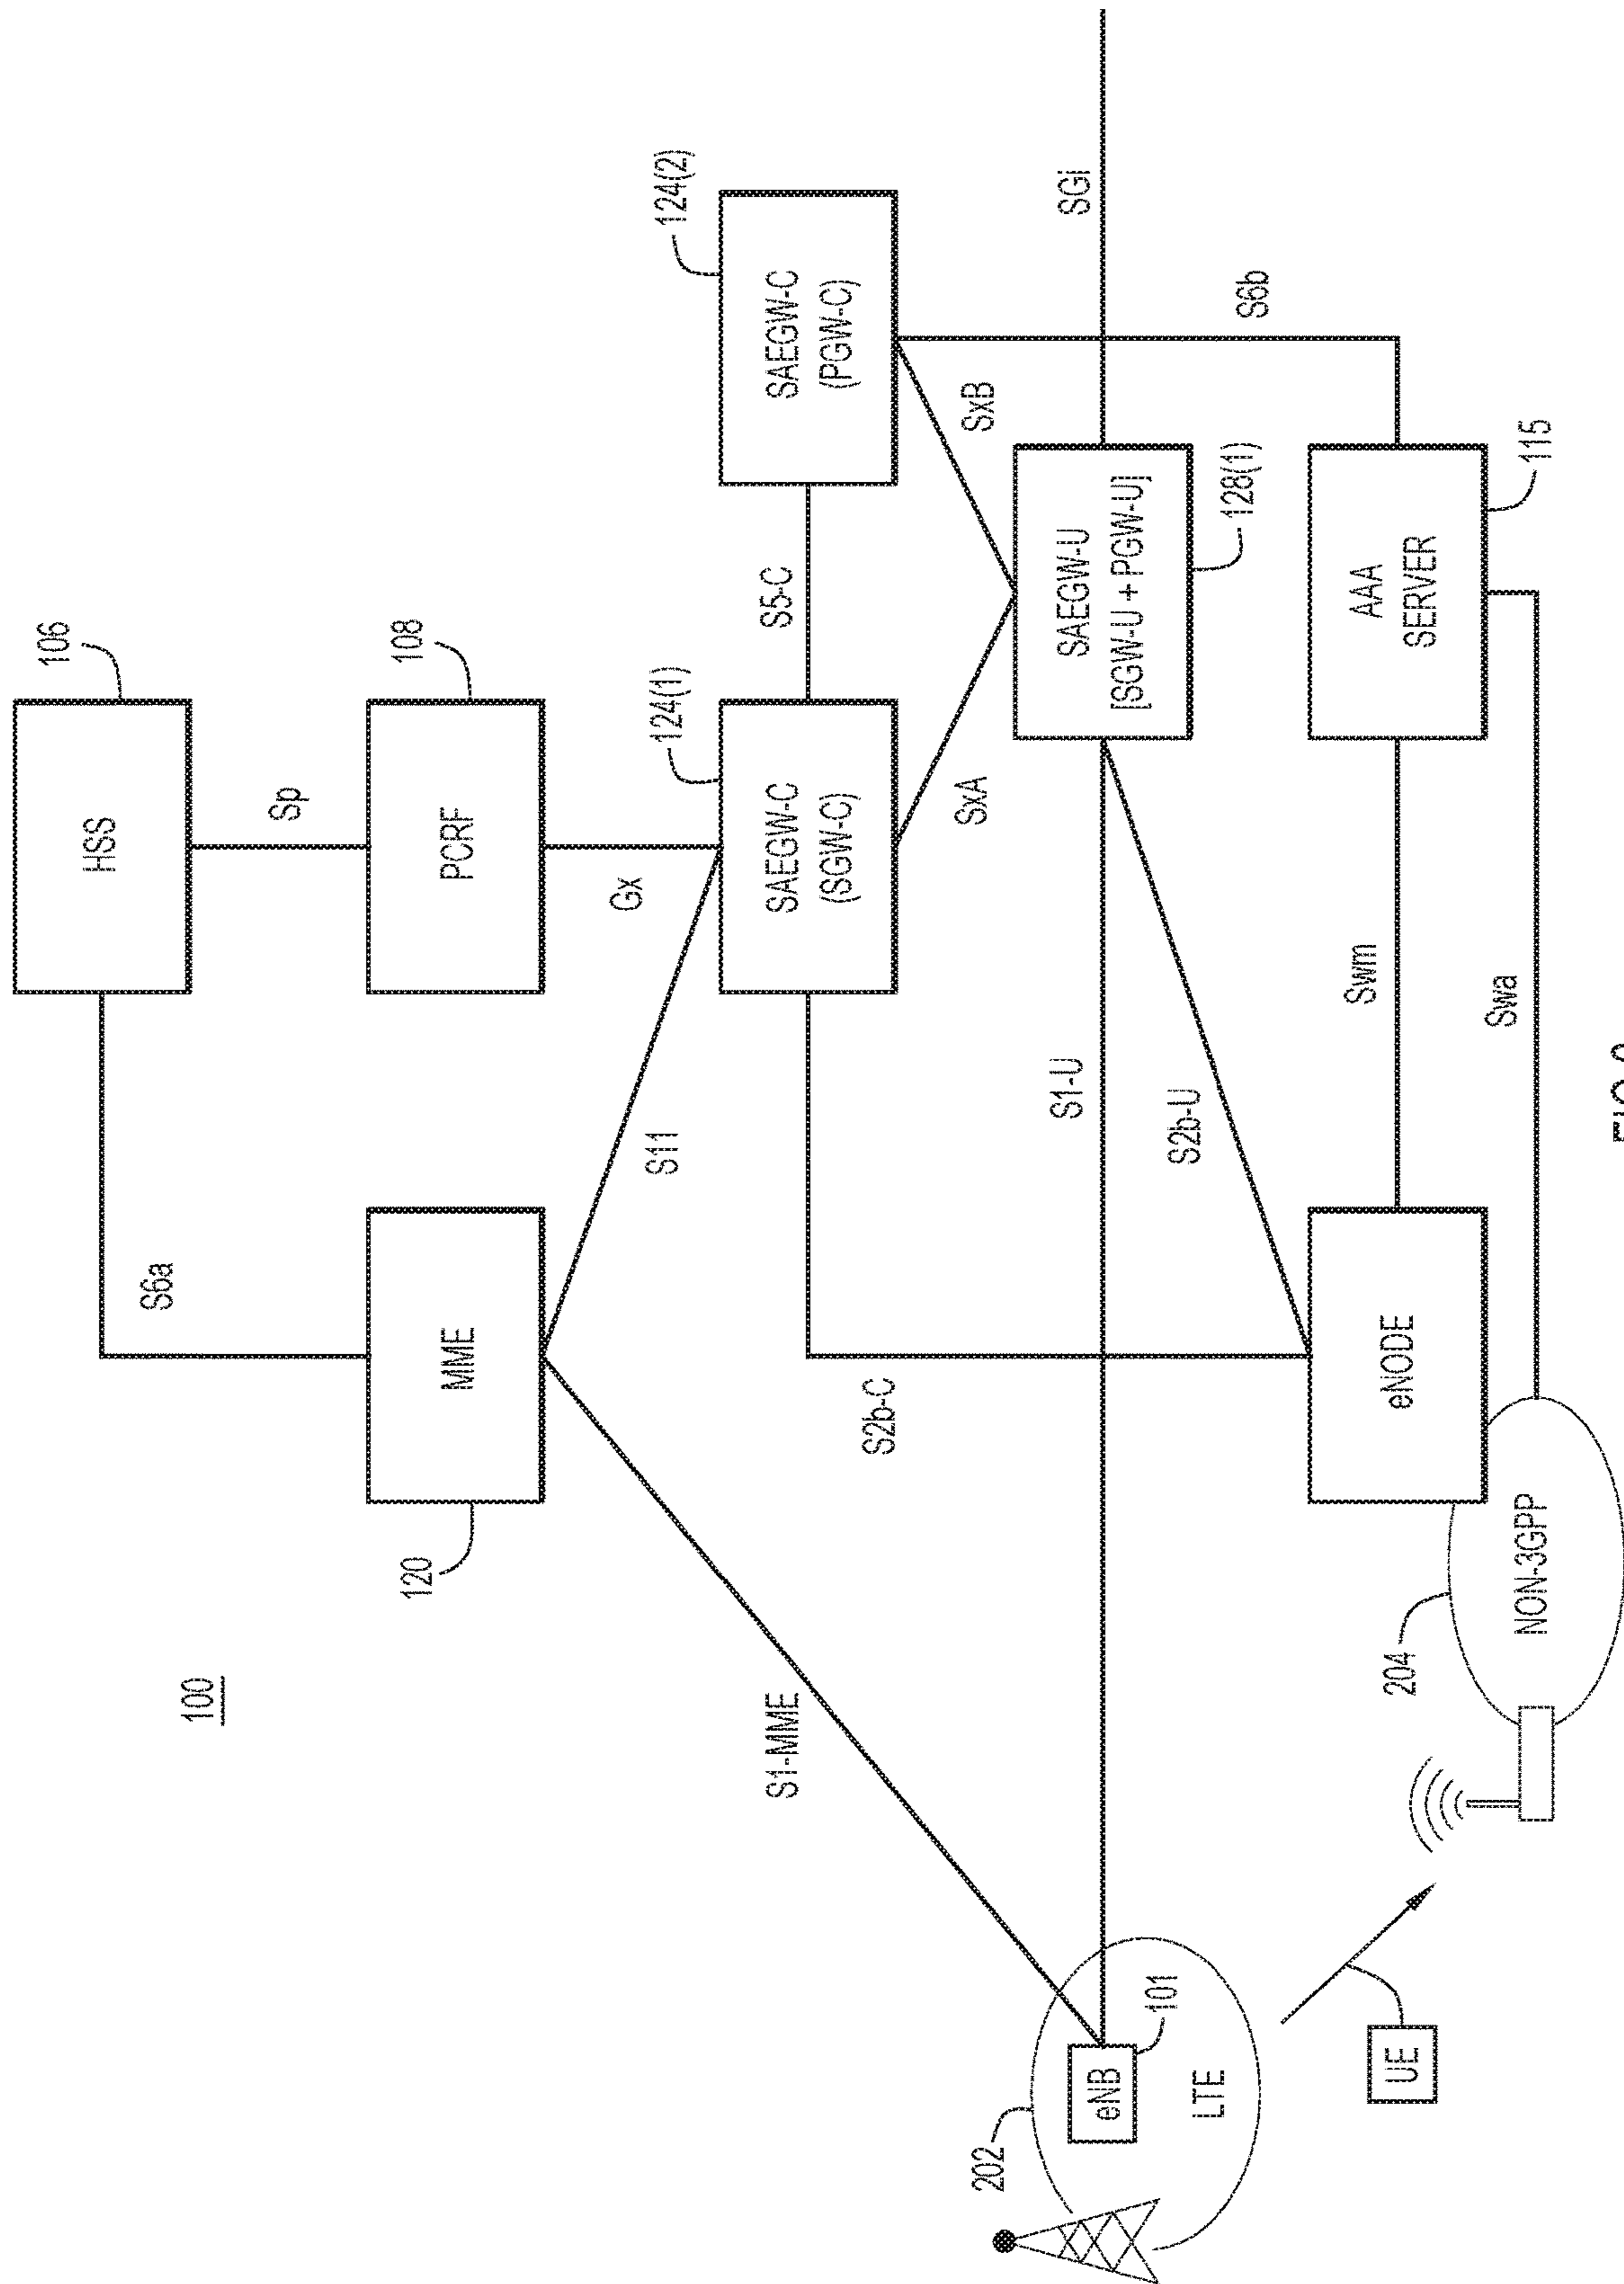 106
HSS
S6a
100
Sp
120
108
MME
PCRF
Gx
S11
124(1)
124(2)
S1-MME
S5-C
SAEGW-C
(SGW-C)
SAEGW-C
(PGW-C)
S2b-C
SxA
SxB
202
S1-U
SGi
eNB
101
SAEGW-U
[SGW-U + PGW-U]
S2b-U
LTE
128(1)
S6b
Swm
UE
204
eNODE
AAA
SERVER
Swa
115
NON-3GPP